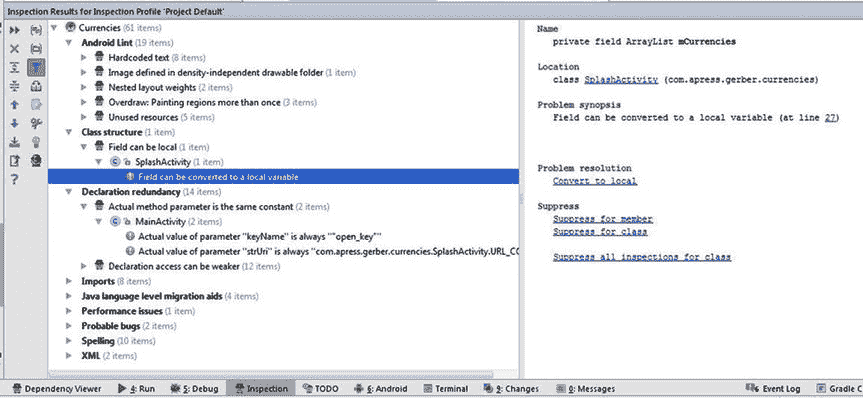 Inspection Results for Inspection Profile 'Project Default'
Currencies (61 items)
Android Lint (19 items)
Hardcoded text (8 items)
Image defined in density-independent drawable folder (1 item)
Nested layout weights (2 items)
Overdraw: Painting regions more than once (3 items)
Unused resources (5 items)
Class structure (1 item)
Field can be local (1 item)
SplashActivity (1 item)
Field can be converted to a local variable
Declaration redundancy (14 items)
Actual method parameter is the same constant (2 items)
MainActivity (2 items)
Actual value of parameter "keyName" is always ""open_key""
Actual value of parameter "strUri" is always "com.apress.gerber.currencies.SplashActivity.URL_CO
Declaration access can be weaker (12 items)
Imports (8 items)
Java language level migration aids (4 items)
Performance issues (1 item)
Probable bugs (2 items)
Spelling (10 items)
XML (2 items)
Name
private field ArrayList mCurrencies
Location
class SplashActivity (com.apress.gerber.currencies)
Problem synopsis
Field can be converted to a local variable (at line 27)
Problem resolution
Convert to local
Suppress
Suppress for member
Suppress for class
Suppress all inspections for class
Dependency Viewer 4: Run 5: Debug Inspection TODO 6: Android Terminal 9: Changes 0: Messages Event Log Gradle C